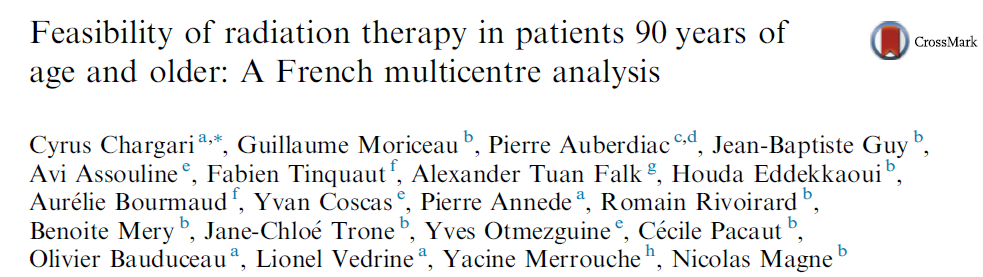 Feasibility of radiation therapy in patients 90 years of
age and older: A French multicentre analysis
CrossMark
Cyrus Chargari a,*, Guillaume Moriceau b, Pierre Auberdiac c,d, Jean-Baptiste Guy b,
Avi Assouline e, Fabien Tinquaut f, Alexander Tuan Falk g, Houda Eddekkaoui b,
Aurélie Bourmaud f, Yvan Coscas e, Pierre Annede a, Romain Rivoirard b,
Benoite Mery b, Jane-Chloé Trone b, Yves Otmezguine e, Cécile Pacaut b,
Olivier Bauduceau a, Lionel Vedrine a, Yacine Merrouche h, Nicolas Magne b